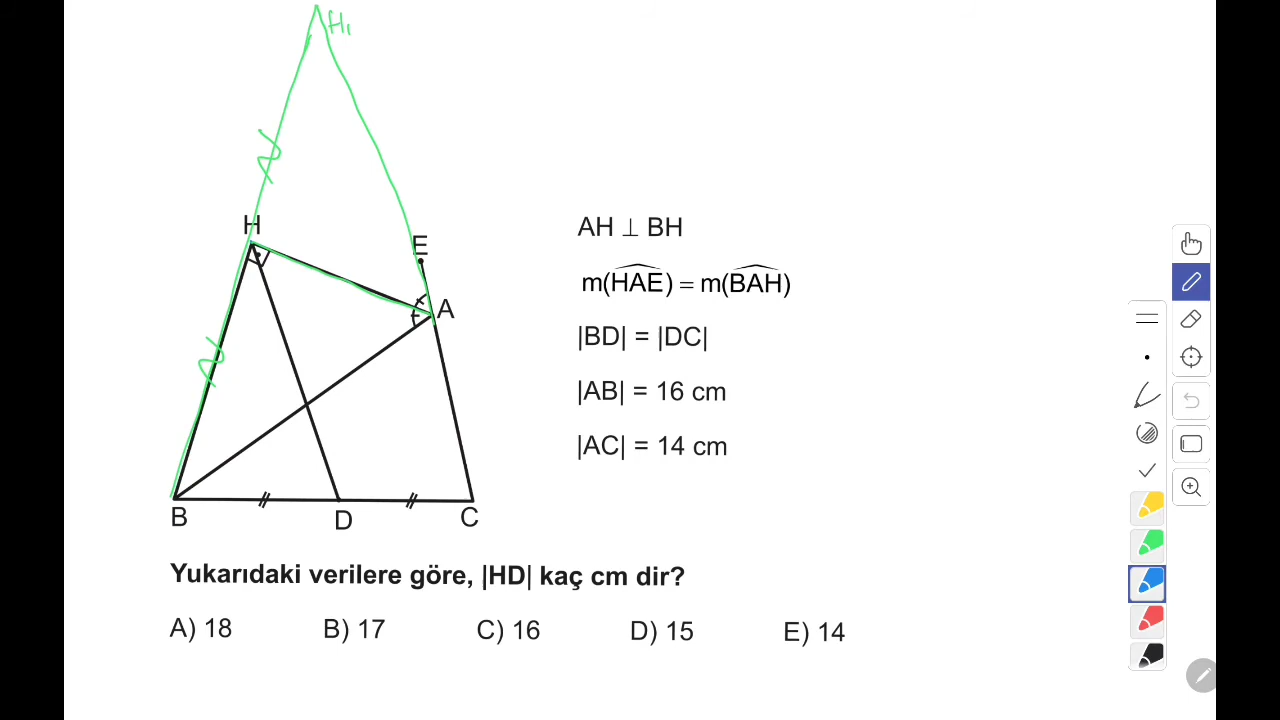 H₁
H
E
A
B
D
C
AH ⊥ BH
m(HAE) = m(BAH)
|BD| = |DC|
|AB| = 16 cm
|AC| = 14 cm
Yukarıdaki verilere göre, |HD| kaç cm dir?
A) 18 B) 17 C) 16 D) 15 E) 14